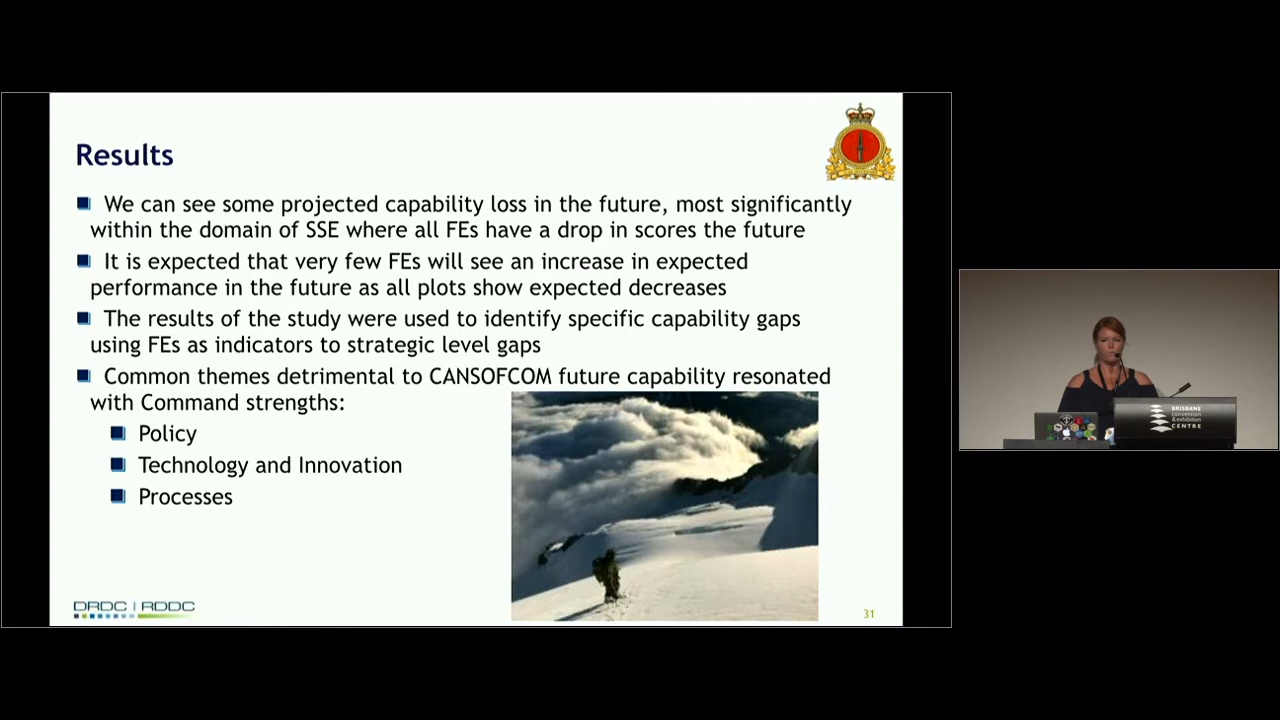 Results
We can see some projected capability loss in the future, most significantly
within the domain of SSE where all FEs have a drop in scores the future
It is expected that very few FEs will see an increase in expected
performance in the future as all plots show expected decreases
The results of the study were used to identify specific capability gaps
using FEs as indicators to strategic level gaps
Common themes detrimental to CANSOFCOM future capability resonated
with Command strengths:
Policy
Technology and Innovation
Processes
DRDC | RDDC
31
BRISBANE
convention
& exhibition
CENTRE